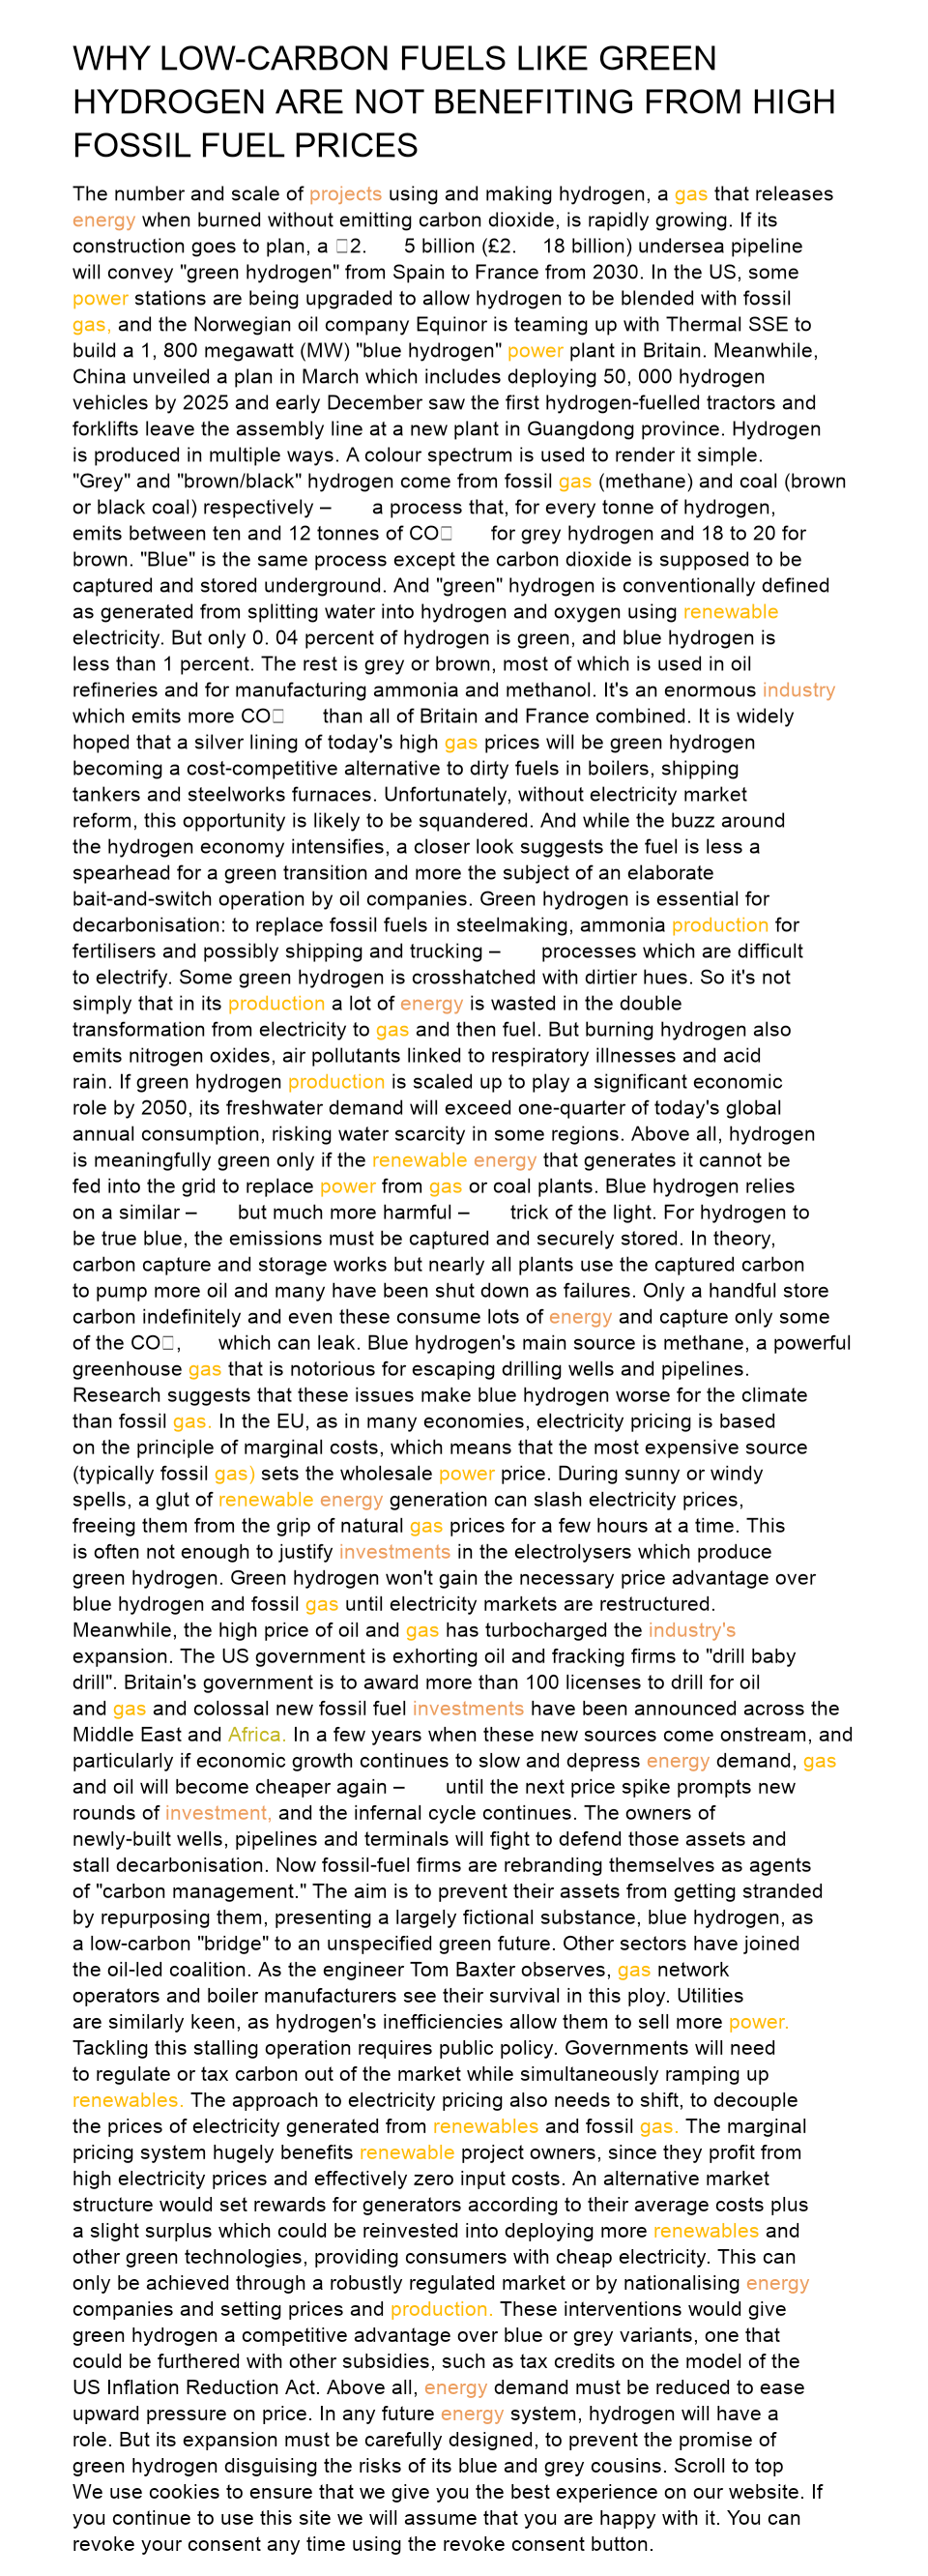 WHY LOW-CARBON FUELS LIKE GREEN
HYDROGEN ARE NOT BENEFITING FROM HIGH
FOSSIL FUEL PRICES
The number and scale of projects using and making hydrogen, a gas that releases
energy when burned without emitting carbon dioxide, is rapidly growing. If its
construction goes to plan, a □2. 5 billion (£2. 18 billion) undersea pipeline
will convey "green hydrogen" from Spain to France from 2030. In the US, some
power stations are being upgraded to allow hydrogen to be blended with fossil
gas, and the Norwegian oil company Equinor is teaming up with Thermal SSE to
build a 1, 800 megawatt (MW) "blue hydrogen" power plant in Britain. Meanwhile,
China unveiled a plan in March which includes deploying 50, 000 hydrogen
vehicles by 2025 and early December saw the first hydrogen-fuelled tractors and
forklifts leave the assembly line at a new plant in Guangdong province. Hydrogen
is produced in multiple ways. A colour spectrum is used to render it simple.
"Grey" and "brown/black" hydrogen come from fossil gas (methane) and coal (brown
or black coal) respectively – a process that, for every tonne of hydrogen,
emits between ten and 12 tonnes of CO□ for grey hydrogen and 18 to 20 for
brown. "Blue" is the same process except the carbon dioxide is supposed to be
captured and stored underground. And "green" hydrogen is conventionally defined
as generated from splitting water into hydrogen and oxygen using renewable
electricity. But only 0. 04 percent of hydrogen is green, and blue hydrogen is
less than 1 percent. The rest is grey or brown, most of which is used in oil
refineries and for manufacturing ammonia and methanol. It's an enormous industry
which emits more CO□ than all of Britain and France combined. It is widely
hoped that a silver lining of today's high gas prices will be green hydrogen
becoming a cost-competitive alternative to dirty fuels in boilers, shipping
tankers and steelworks furnaces. Unfortunately, without electricity market
reform, this opportunity is likely to be squandered. And while the buzz around
the hydrogen economy intensifies, a closer look suggests the fuel is less a
spearhead for a green transition and more the subject of an elaborate
bait-and-switch operation by oil companies. Green hydrogen is essential for
decarbonisation: to replace fossil fuels in steelmaking, ammonia production for
fertilisers and possibly shipping and trucking – processes which are difficult
to electrify. Some green hydrogen is crosshatched with dirtier hues. So it's not
simply that in its production a lot of energy is wasted in the double
transformation from electricity to gas and then fuel. But burning hydrogen also
emits nitrogen oxides, air pollutants linked to respiratory illnesses and acid
rain. If green hydrogen production is scaled up to play a significant economic
role by 2050, its freshwater demand will exceed one-quarter of today's global
annual consumption, risking water scarcity in some regions. Above all, hydrogen
is meaningfully green only if the renewable energy that generates it cannot be
fed into the grid to replace power from gas or coal plants. Blue hydrogen relies
on a similar – but much more harmful – trick of the light. For hydrogen to
be true blue, the emissions must be captured and securely stored. In theory,
carbon capture and storage works but nearly all plants use the captured carbon
to pump more oil and many have been shut down as failures. Only a handful store
carbon indefinitely and even these consume lots of energy and capture only some
of the CO□, which can leak. Blue hydrogen's main source is methane, a powerful
greenhouse gas that is notorious for escaping drilling wells and pipelines.
Research suggests that these issues make blue hydrogen worse for the climate
than fossil gas. In the EU, as in many economies, electricity pricing is based
on the principle of marginal costs, which means that the most expensive source
(typically fossil gas) sets the wholesale power price. During sunny or windy
spells, a glut of renewable energy generation can slash electricity prices,
freeing them from the grip of natural gas prices for a few hours at a time. This
is often not enough to justify investments in the electrolysers which produce
green hydrogen. Green hydrogen won't gain the necessary price advantage over
blue hydrogen and fossil gas until electricity markets are restructured.
Meanwhile, the high price of oil and gas has turbocharged the industry's
expansion. The US government is exhorting oil and fracking firms to "drill baby
drill". Britain's government is to award more than 100 licenses to drill for oil
and gas and colossal new fossil fuel investments have been announced across the
Middle East and Africa. In a few years when these new sources come onstream, and
particularly if economic growth continues to slow and depress energy demand, gas
and oil will become cheaper again – until the next price spike prompts new
rounds of investment, and the infernal cycle continues. The owners of
newly-built wells, pipelines and terminals will fight to defend those assets and
stall decarbonisation. Now fossil-fuel firms are rebranding themselves as agents
of "carbon management." The aim is to prevent their assets from getting stranded
by repurposing them, presenting a largely fictional substance, blue hydrogen, as
a low-carbon "bridge" to an unspecified green future. Other sectors have joined
the oil-led coalition. As the engineer Tom Baxter observes, gas network
operators and boiler manufacturers see their survival in this ploy. Utilities
are similarly keen, as hydrogen's inefficiencies allow them to sell more power.
Tackling this stalling operation requires public policy. Governments will need
to regulate or tax carbon out of the market while simultaneously ramping up
renewables. The approach to electricity pricing also needs to shift, to decouple
the prices of electricity generated from renewables and fossil gas. The marginal
pricing system hugely benefits renewable project owners, since they profit from
high electricity prices and effectively zero input costs. An alternative market
structure would set rewards for generators according to their average costs plus
a slight surplus which could be reinvested into deploying more renewables and
other green technologies, providing consumers with cheap electricity. This can
only be achieved through a robustly regulated market or by nationalising energy
companies and setting prices and production. These interventions would give
green hydrogen a competitive advantage over blue or grey variants, one that
could be furthered with other subsidies, such as tax credits on the model of the
US Inflation Reduction Act. Above all, energy demand must be reduced to ease
upward pressure on price. In any future energy system, hydrogen will have a
role. But its expansion must be carefully designed, to prevent the promise of
green hydrogen disguising the risks of its blue and grey cousins. Scroll to top
We use cookies to ensure that we give you the best experience on our website. If
you continue to use this site we will assume that you are happy with it. You can
revoke your consent any time using the revoke consent button.